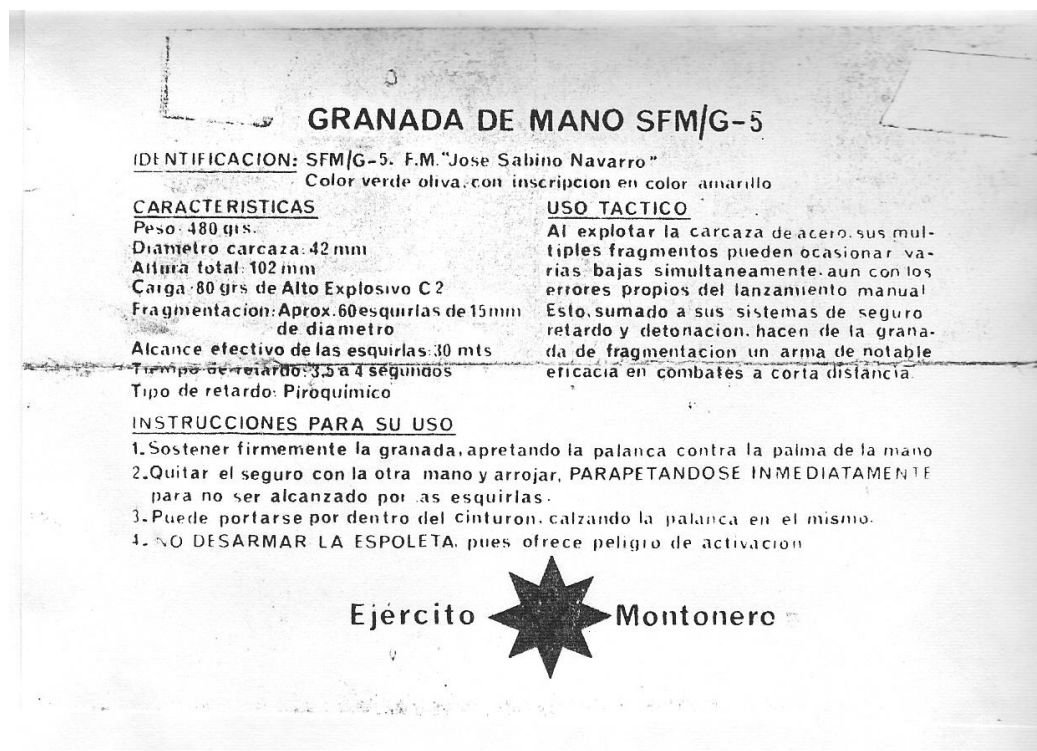 GRANADA DE MANO SFM/G-5
IDENTIFICACION: SFM/G-5. F.M."Jose Sabino Navarro"
Color verde oliva, con inscripcion en color amarillo
CARACTERISTICAS
Peso: 480 grs.
Diametro carcaza: 42 mm
Altura total: 102 mm
Carga: 80 grs de Alto Explosivo C2
Fragmentacion: Aprox. 60 esquirlas de 15 mm
de diametro
Alcance efectivo de las esquirlas: 30 mts
Tiempo de retardo: 3,5 a 4 segundos
Tipo de retardo: Piroquimico
USO TACTICO
Al explotar la carcaza de acero, sus mul-
tiples fragmentos pueden ocasionar va-
rias bajas simultaneamente, aun con los
errores propios del lanzamiento manual
Esto, sumado a sus sistemas de seguro
retardo y detonacion, hacen de la grana-
da de fragmentacion un arma de notable
eficacia en combates a corta distancia
INSTRUCCIONES PARA SU USO
1. Sostener firmemente la granada, apretando la palanca contra la palma de la mano
2. Quitar el seguro con la otra mano y arrojar, PARAPETANDOSE INMEDIATAMENTE
para no ser alcanzado por as esquirlas.
3. Puede portarse por dentro del cinturon, calzando la palanca en el mismo.
4. NO DESARMAR LA ESPOLETA, pues ofrece peligro de activacion
Ejército Montonero